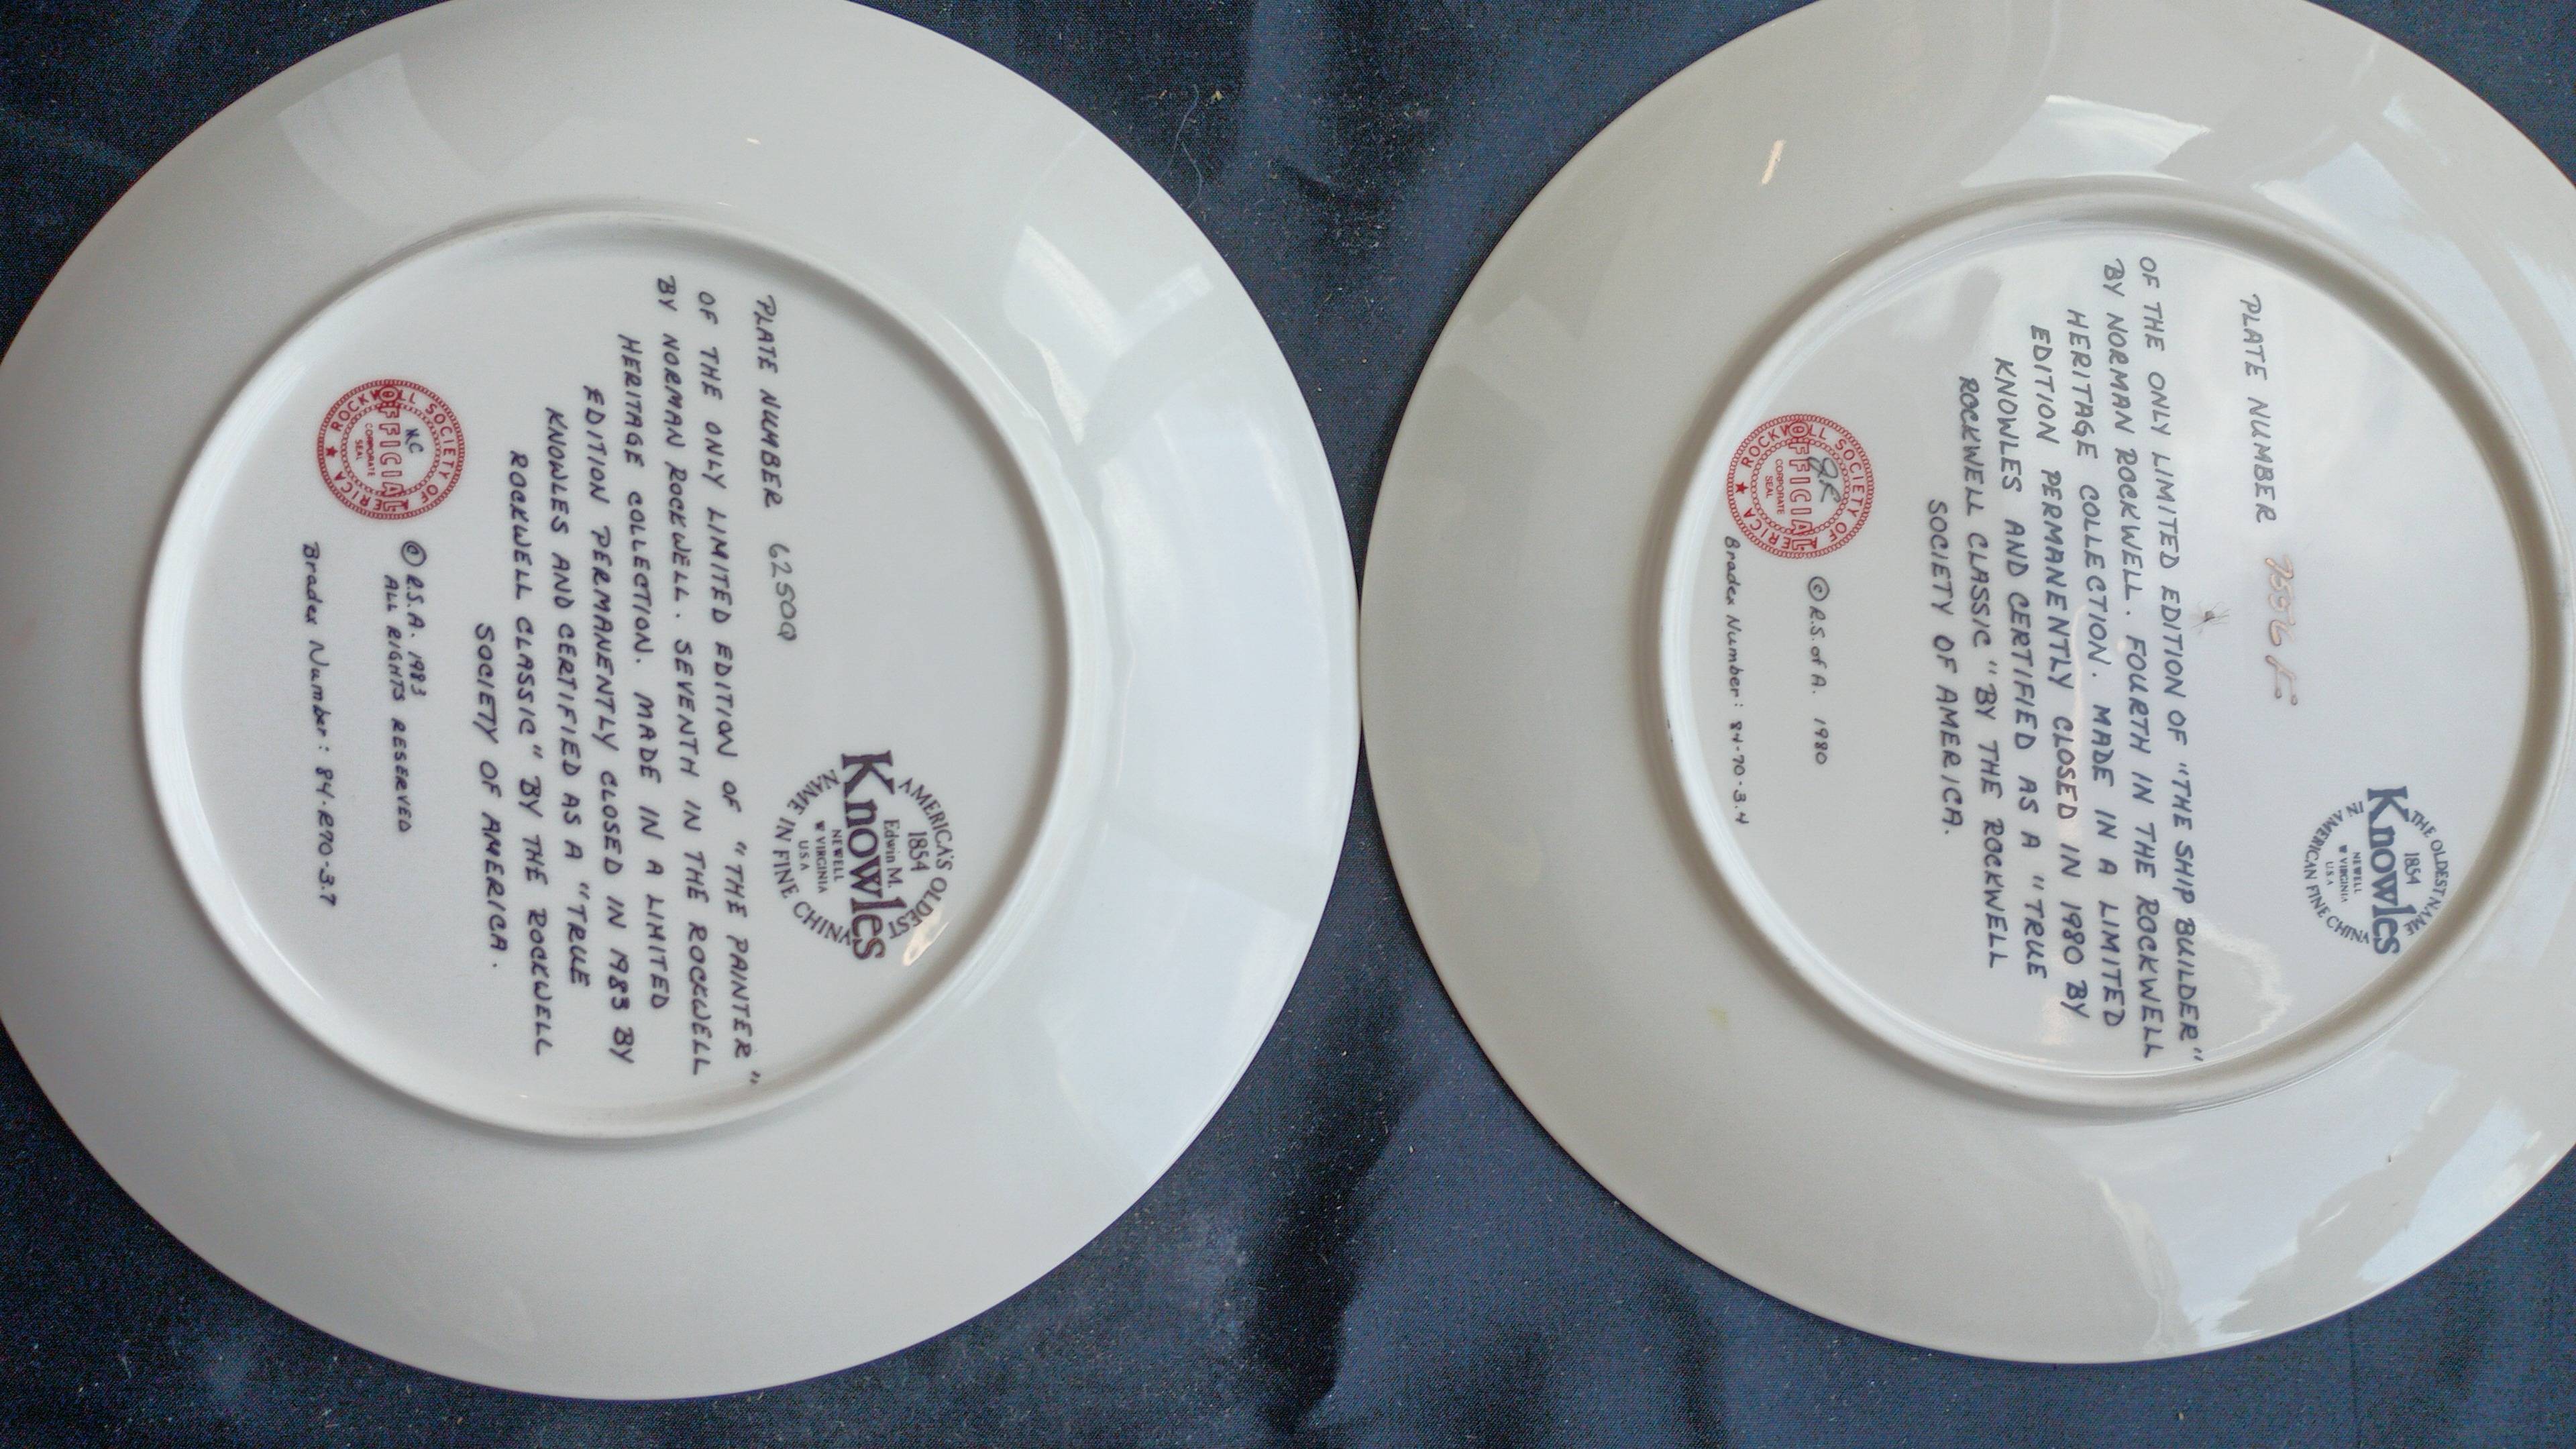 AMERICA'S OLDEST
1854
Edwin M.
Knowles
NEWELL
W VIRGINIA
USA
NAME IN FINE CHINA
PLATE NUMBER 6250Q
OF THE ONLY LIMITED EDITION OF "THE PAINTER"
BY NORMAN ROCKWELL. SEVENTH IN THE ROCKWELL
HERITAGE COLLECTION. MADE IN A LIMITED
EDITION PERMANENTLY CLOSED IN 1983 BY
KNOWLES AND CERTIFIED AS A "TRUE
ROCKWELL CLASSIC" BY THE ROCKWELL
SOCIETY OF AMERICA.
ROCKWELL SOCIETY OF AMERICA
OFFICIAL
CORPORATE
SEAL
© R.S.A. 1983
ALL RIGHTS RESERVED
Bradex Number: 84-R70-3.7
THE OLDEST NAME
1854
Knowles
NEWELL
W VIRGINIA
USA
IN AMERICAN FINE CHINA
PLATE NUMBER
OF THE ONLY LIMITED EDITION OF "THE SHIP BUILDER"
BY NORMAN ROCKWELL. FOURTH IN THE ROCKWELL
HERITAGE COLLECTION. MADE IN A LIMITED
EDITION PERMANENTLY CLOSED IN 1980 BY
KNOWLES AND CERTIFIED AS A "TRUE
ROCKWELL CLASSIC" BY THE ROCKWELL
SOCIETY OF AMERICA.
ROCKWELL SOCIETY OF AMERICA
OFFICIAL
CORPORATE
SEAL
© R.S. of A. 1980
Bradex Number: 84-70-3.4